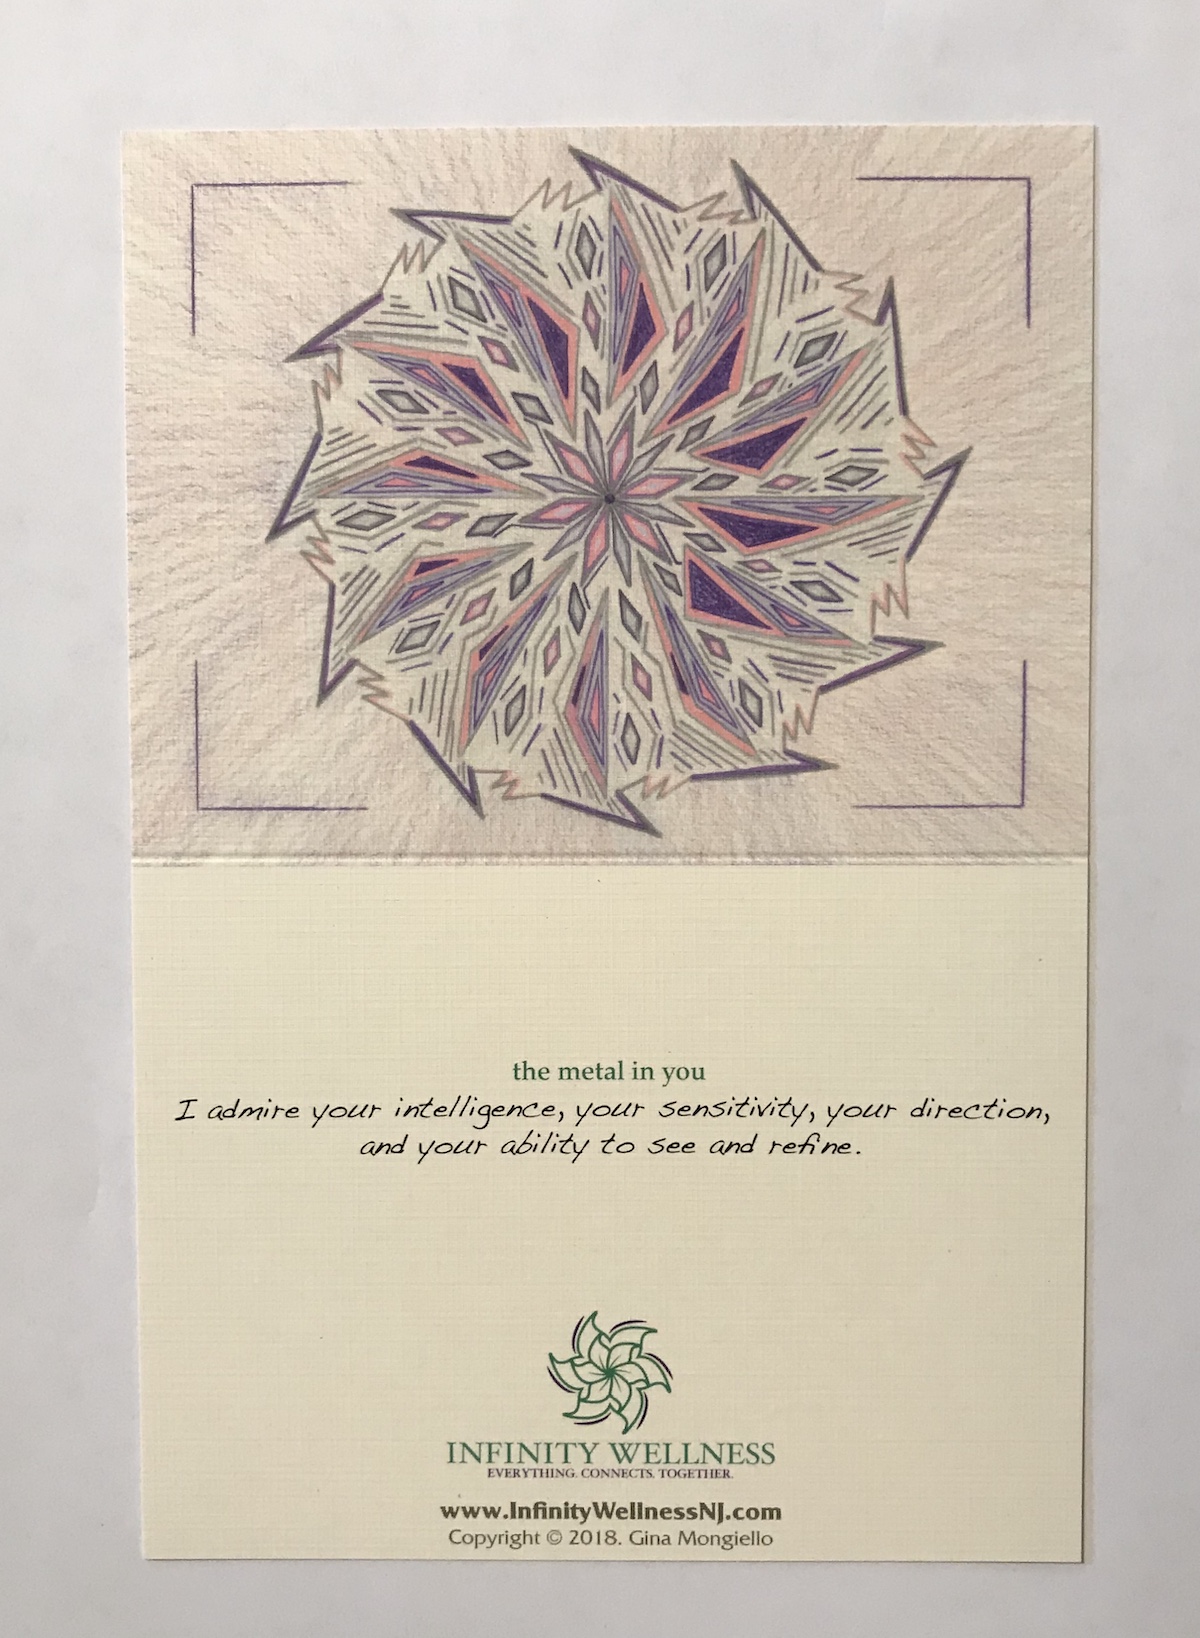 the metal in you
I admire your intelligence, your sensitivity, your direction,
and your ability to see and refine.
INFINITY WELLNESS
EVERYTHING. CONNECTS. TOGETHER.
www.InfinityWellnessNJ.com
Copyright © 2018. Gina Mongiello